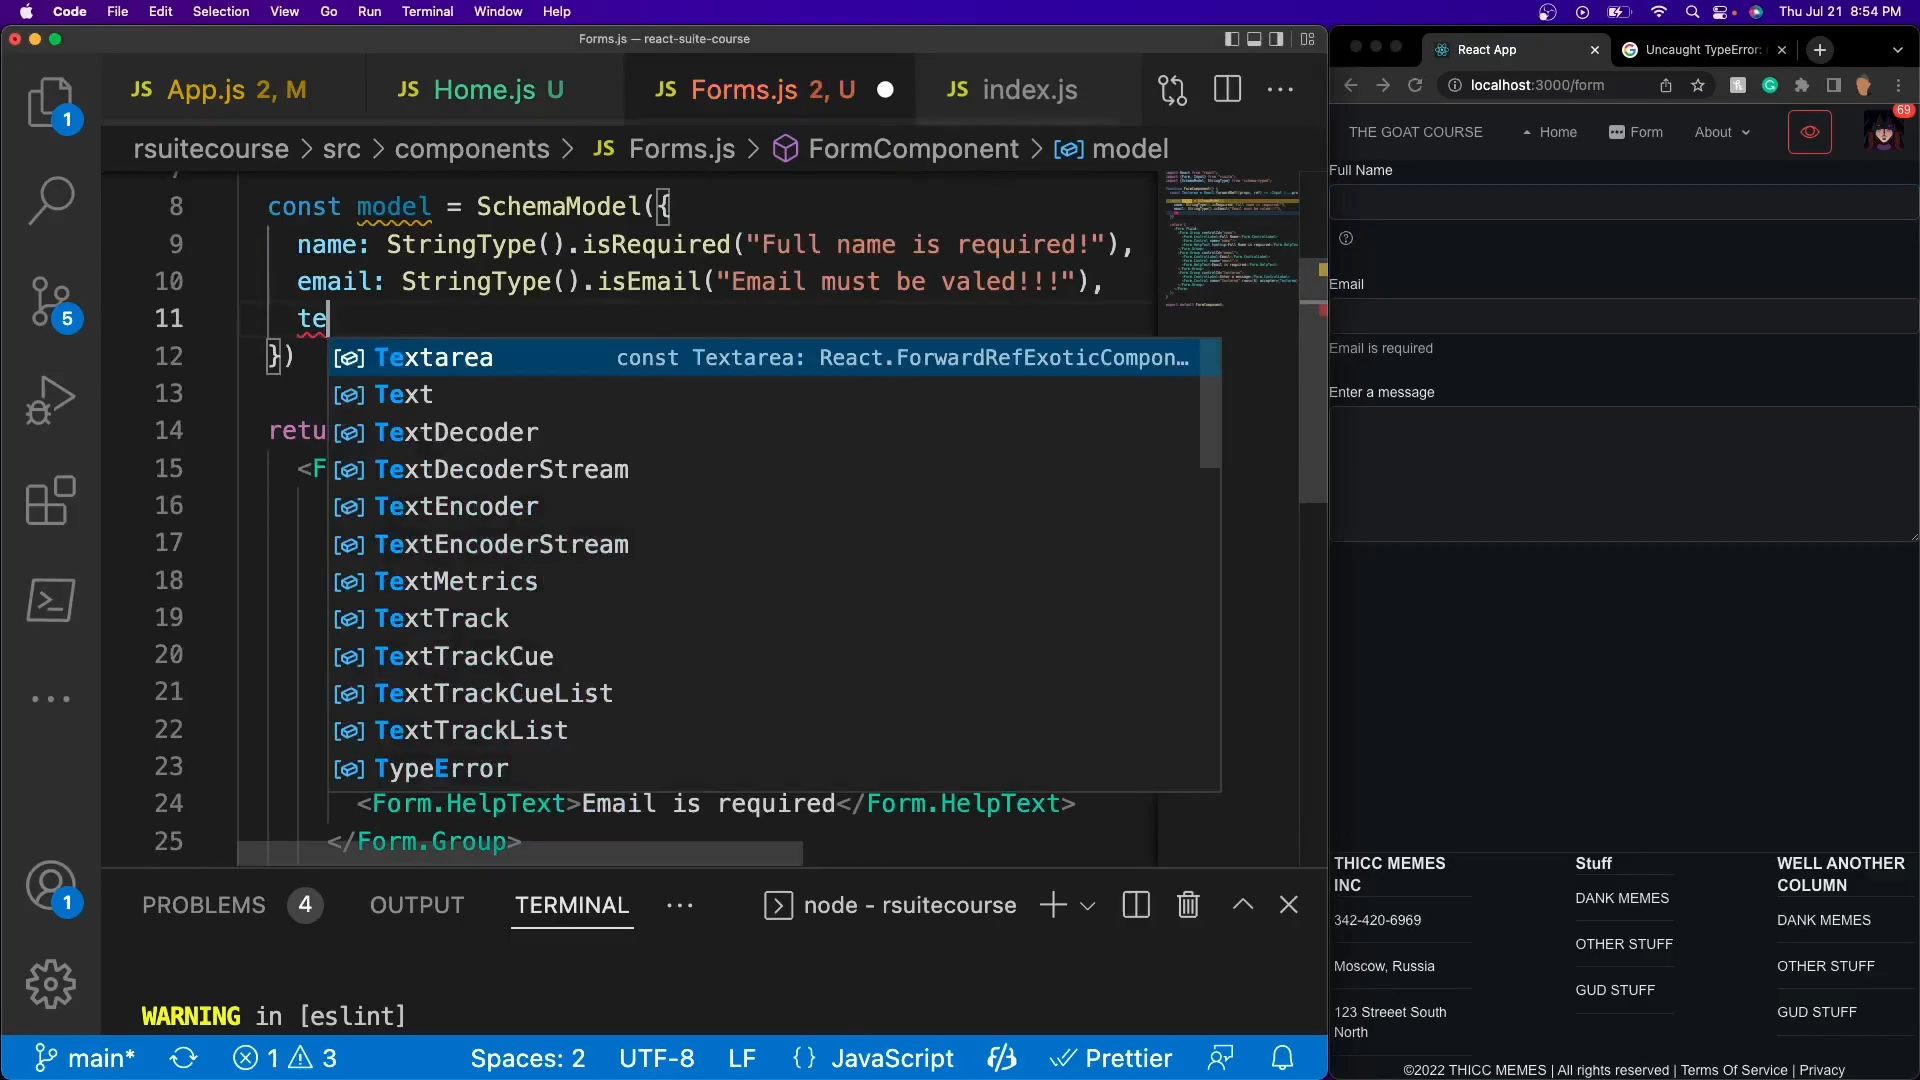 Code File Edit Selection View Go Run Terminal Window Help Thu Jul 21 8:54 PM
Forms.js — react-suite-course
JS App.js 2, M JS Home.js U JS Forms.js 2, U JS index.js
rsuitecourse > src > components > JS Forms.js > FormComponent > model
8 const model = SchemaModel({
9 name: StringType().isRequired("Full name is required!"),
10 email: StringType().isEmail("Email must be valed!!!"),
11 te
12 })
Textarea const Textarea: React.ForwardRefExoticCompon…
13 Text
14 retu TextDecoder
15 <F TextDecoderStream
16 TextEncoder
17 TextEncoderStream
18 TextMetrics
19 TextTrack
20 TextTrackCue
21 TextTrackCueList
22 TextTrackList
23 TypeError
24 <Form.HelpText>Email is required</Form.HelpText>
25 </Form.Group>
1
5
1
PROBLEMS 4 OUTPUT TERMINAL ··· node - rsuitecourse
WARNING in [eslint]
main* 1 3 Spaces: 2 UTF-8 LF {} JavaScript Prettier
React App Uncaught TypeError:
localhost:3000/form
THE GOAT COURSE Home Form About 69
Full Name
Email
Email is required
Enter a message
THICC MEMES INC
342-420-6969
Moscow, Russia
123 Streeet South
North
Stuff
DANK MEMES
OTHER STUFF
GUD STUFF
WELL ANOTHER
COLUMN
DANK MEMES
OTHER STUFF
GUD STUFF
©2022 THICC MEMES | All rights reserved | Terms Of Service | Privacy